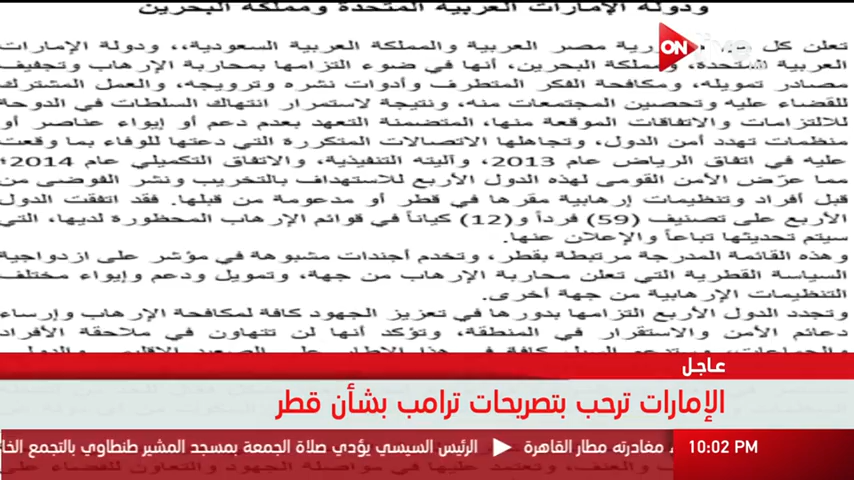 ودولة الإمارات العربية المتحدة ومملكة البحرين
تعلن كل ورية مصر العربية والمملكة العربية السعودية،، ودولة الإمارات
العربية المتحدة، ومملكة البحرين، أنها في ضوء التزامها بمحاربة الإرهاب وتجفيف
مصادر تمويله، ومكافحة الفكر المتطرف وأدوات نشره وترويجه، والعمل المشترك
للقضاء عليه وتحصين المجتمعات منه، ونتيجة لاستمرار انتهاك السلطات في الدوحة
للالتزامات والاتفاقات الموقعة منها، المتضمنة التعهد بعدم دعم أو إيواء عناصر أو
منظمات تهدد أمن الدول، وتجاهلها الاتصالات المتكررة التي دعتها للوفاء بما وقعت
عليه في اتفاق الرياض عام 2013، وآليته التنفيذية، والاتفاق التكميلي عام 2014؛
مما عرّض الأمن القومي لهذه الدول الأربع للاستهداف بالتخريب ونشر الفوضى من
قبل أفراد وتنظيمات إرهابية مقرها في قطر أو مدعومة من قبلها. فقد اتفقت الدول
الأربع على تصنيف (59) فرداً و(12) كياناً في قوائم الإرهاب المحظورة لديها، التي
سيتم تحديثها تباعاً والإعلان عنها.
وهذه القائمة المدرجة مرتبطة بقطر، وتخدم أجندات مشبوهة في مؤشر على ازدواجية
السياسة القطرية التي تعلن محاربة الإرهاب من جهة، وتمويل ودعم وإيواء مختلف
التنظيمات الإرهابية من جهة أخرى.
وتجدد الدول الأربع التزامها بدورها في تعزيز الجهود كافة لمكافحة الإرهاب وإرساء
دعائم الأمن والاستقرار في المنطقة، وتؤكد أنها لن تتهاون في ملاحقة الأفراد
ON
Live
عاجل
الإمارات ترحب بتصريحات ترامب بشأن قطر
10:02 PM مغادرته مطار القاهرة الرئيس السيسي يؤدي صلاة الجمعة بمسجد المشير طنطاوي بالتجمع